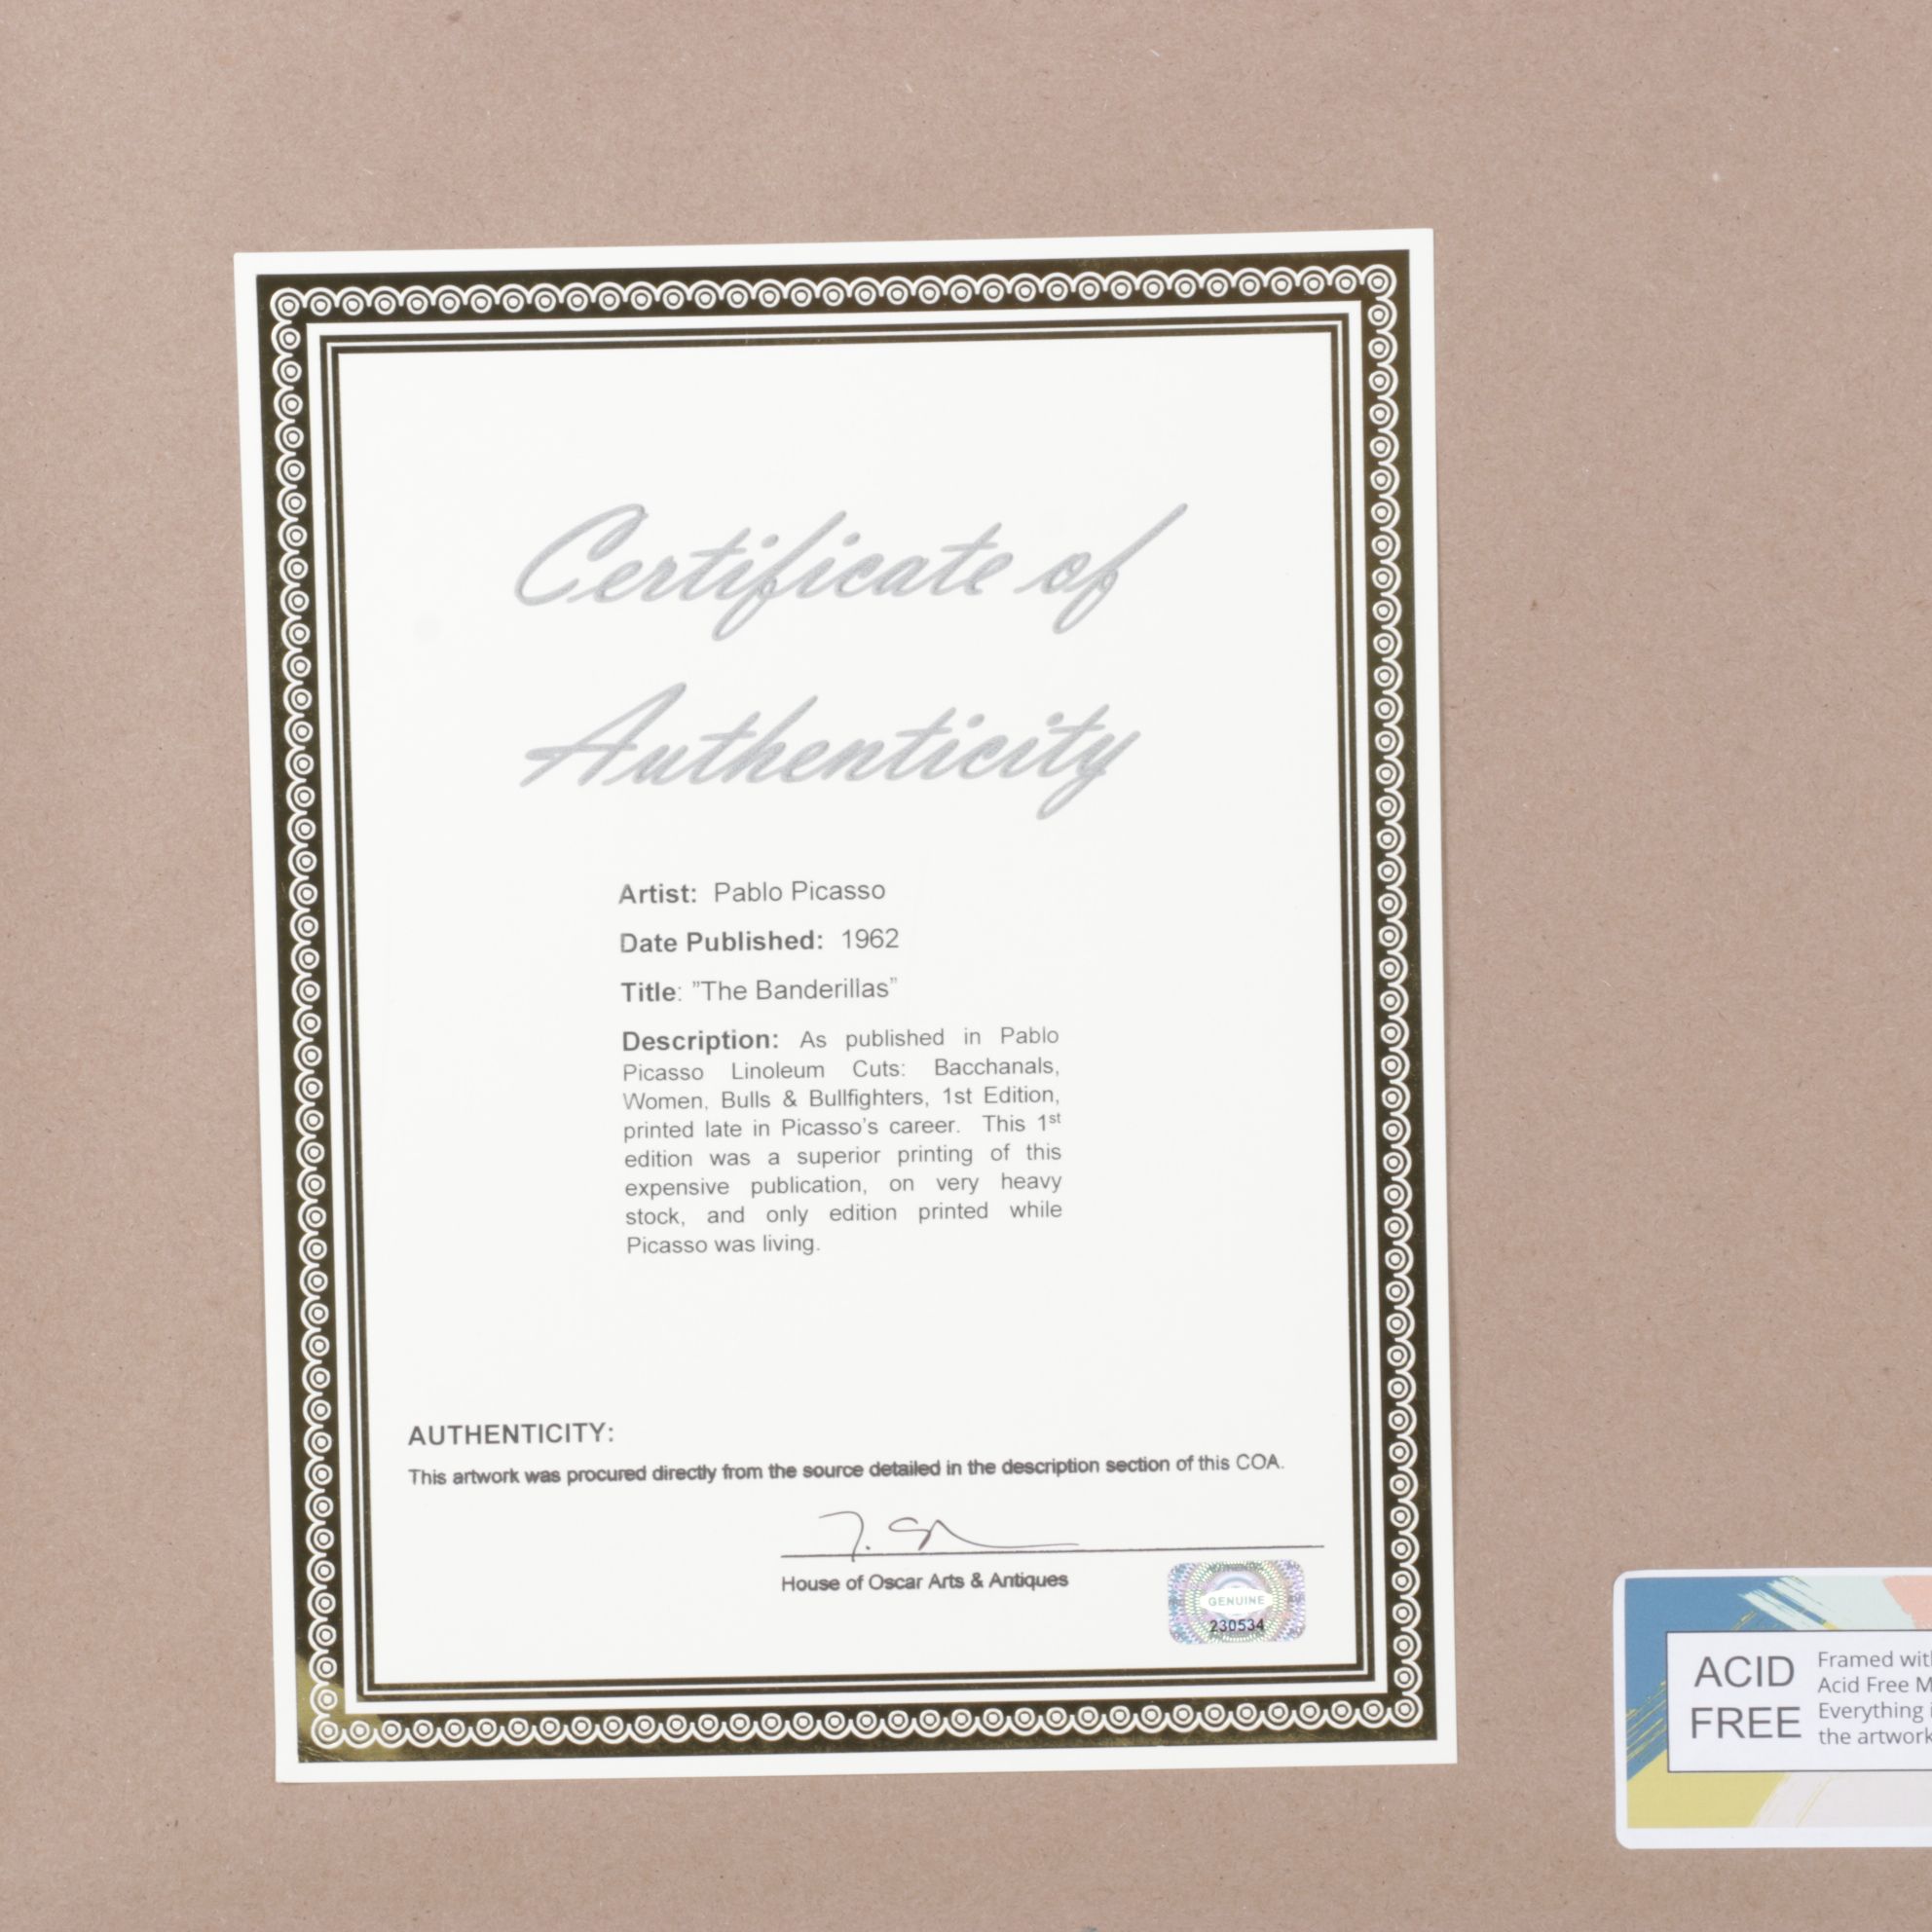 Certificate of
Authenticity
Artist: Pablo Picasso
Date Published: 1962
Title: ”The Banderillas”
Description: As published in Pablo
Picasso Linoleum Cuts: Bacchanals,
Women, Bulls & Bullfighters, 1st Edition,
printed late in Picasso’s career. This 1st
edition was a superior printing of this
expensive publication, on very heavy
stock, and only edition printed while
Picasso was living.
AUTHENTICITY:
This artwork was procured directly from the source detailed in the description section of this COA.
House of Oscar Arts & Antiques
GENUINE
230534
ACID
FREE
Framed
Acid Free
Everything
the artwork